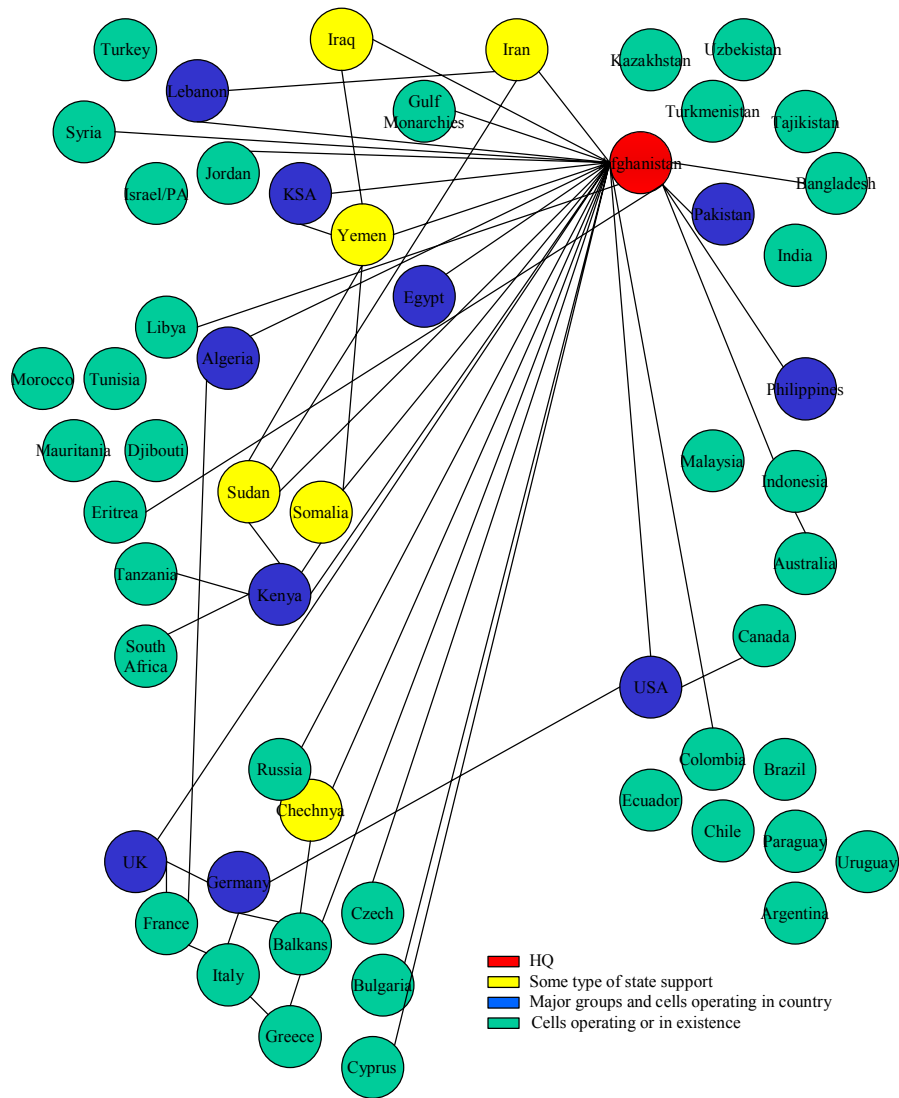 Iraq
Iran
Turkey
Kazakhstan
Uzbekistan
Lebanon
Gulf
Monarchies
Turkmenistan
Tajikistan
Syria
Jordan
Israel/PA
KSA
fghanistan
Bangladesh
Pakistan
Yemen
India
Egypt
Libya
Algeria
Morocco
Tunisia
Philippines
Mauritania
Djibouti
Malaysia
Indonesia
Sudan
Somalia
Eritrea
Australia
Tanzania
Kenya
South
Africa
Canada
USA
Russia
Colombia
Brazil
Chechnya
Ecuador
Chile
Paraguay
Uruguay
UK
Germany
France
Czech
Argentina
Balkans
Italy
Bulgaria
Greece
Cyprus
HQ
Some type of state support
Major groups and cells operating in country
Cells operating or in existence